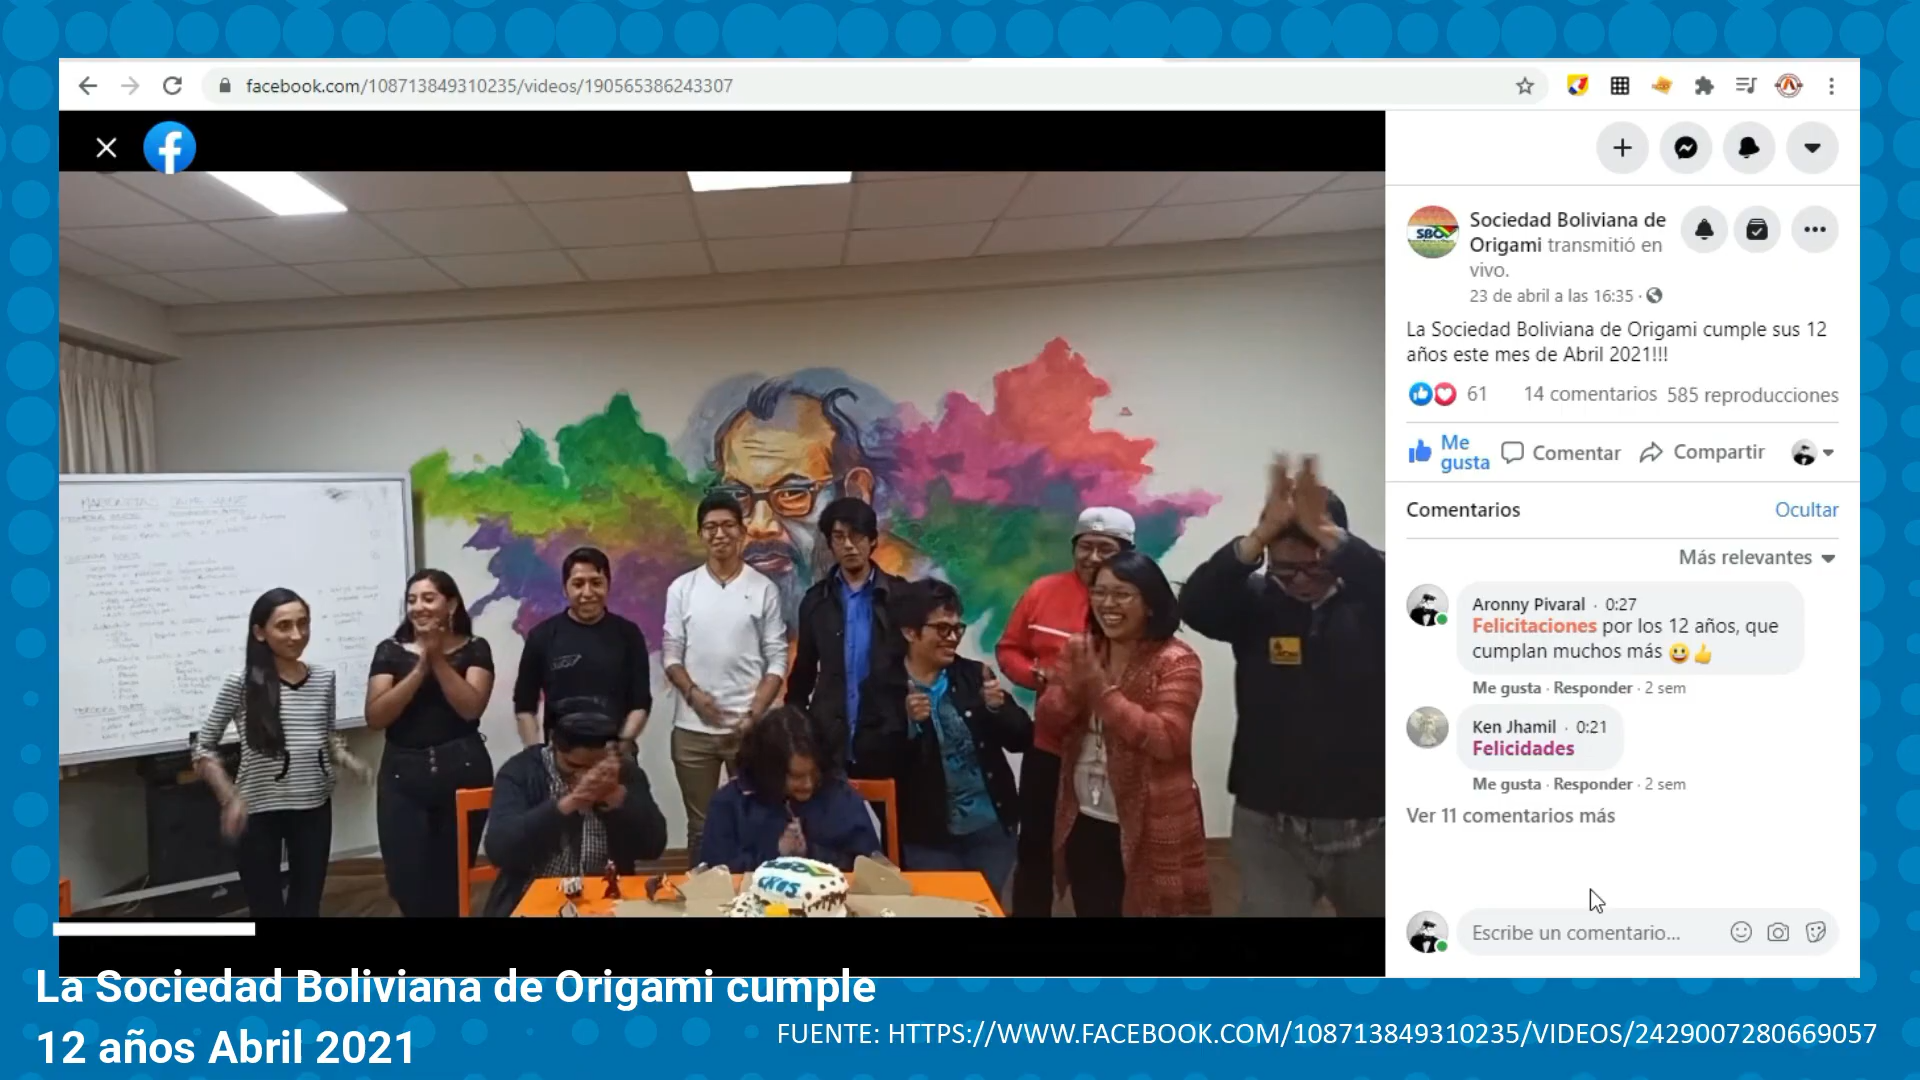 facebook.com/108713849310235/videos/190565386243307
SBO
Sociedad Boliviana de
Origami transmitió en
vivo.
23 de abril a las 16:35 ·
La Sociedad Boliviana de Origami cumple sus 12
años este mes de Abril 2021!!!
61 14 comentarios 585 reproducciones
Me gusta Comentar Compartir
Comentarios Ocultar
Más relevantes
Aronny Pivaral · 0:27
Felicitaciones por los 12 años, que
cumplan muchos más 😃👍
Me gusta · Responder · 2 sem
Ken Jhamil · 0:21
Felicidades
Me gusta · Responder · 2 sem
Ver 11 comentarios más
Escribe un comentario...
La Sociedad Boliviana de Origami cumple
12 años Abril 2021
FUENTE: HTTPS://WWW.FACEBOOK.COM/108713849310235/VIDEOS/2429007280669057